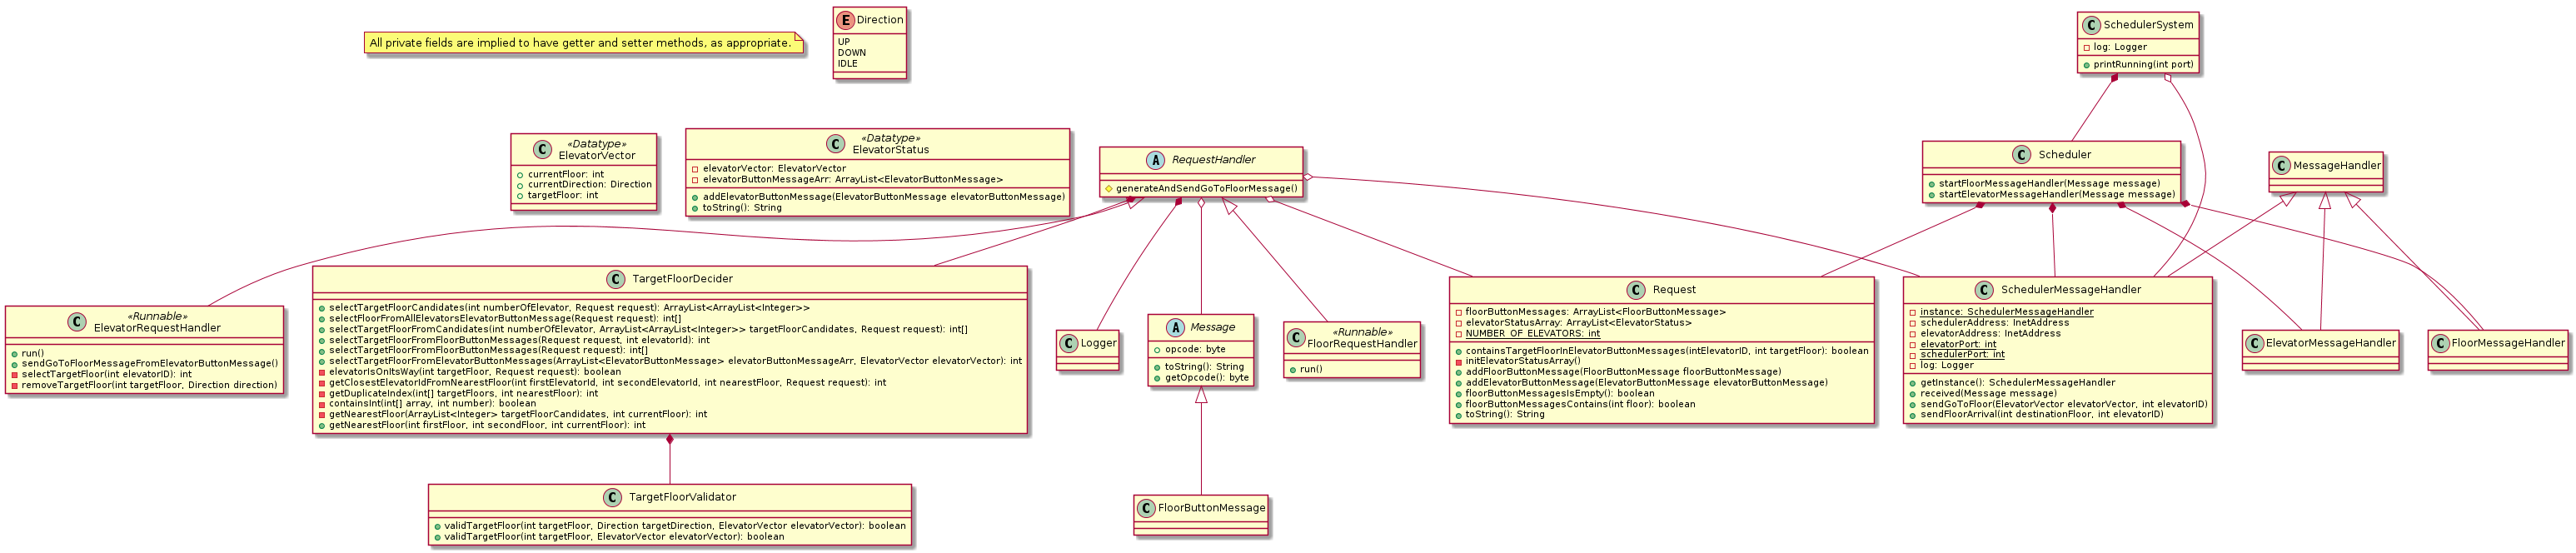 All private fields are implied to have getter and setter methods, as appropriate.
E Direction
UP
DOWN
IDLE
C SchedulerSystem
log: Logger
printRunning(int port)
C «Datatype»
ElevatorVector
currentFloor: int
currentDirection: Direction
targetFloor: int
C «Datatype»
ElevatorStatus
elevatorVector: ElevatorVector
elevatorButtonMessageArr: ArrayList<ElevatorButtonMessage>
addElevatorButtonMessage(ElevatorButtonMessage elevatorButtonMessage)
toString(): String
A RequestHandler
generateAndSendGoToFloorMessage()
C Scheduler
startFloorMessageHandler(Message message)
startElevatorMessageHandler(Message message)
C MessageHandler
C «Runnable»
ElevatorRequestHandler
run()
sendGoToFloorMessageFromElevatorButtonMessage()
selectTargetFloor(int elevatorID): int
removeTargetFloor(int targetFloor, Direction direction)
C TargetFloorDecider
selectTargetFloorCandidates(int numberOfElevator, Request request): ArrayList<ArrayList<Integer>>
selectFloorFromAllElevatorsElevatorButtonMessage(Request request): int[]
selectTargetFloorFromCandidates(int numberOfElevator, ArrayList<ArrayList<Integer>> targetFloorCandidates, Request request): int[]
selectTargetFloorFromFloorButtonMessages(Request request, int elevatorId): int
selectTargetFloorFromFloorButtonMessages(Request request): int[]
selectTargetFloorFromElevatorButtonMessages(ArrayList<ElevatorButtonMessage> elevatorButtonMessageArr, ElevatorVector elevatorVector): int
elevatorIsOnItsWay(int targetFloor, Request request): boolean
getClosestElevatorIdFromNearestFloor(int firstElevatorId, int secondElevatorId, int nearestFloor, Request request): int
getDuplicateIndex(int[] targetFloors, int nearestFloor): int
containsInt(int[] array, int number): boolean
getNearestFloor(ArrayList<Integer> targetFloorCandidates, int currentFloor): int
getNearestFloor(int firstFloor, int secondFloor, int currentFloor): int
C Logger
A Message
opcode: byte
toString(): String
getOpcode(): byte
C «Runnable»
FloorRequestHandler
run()
C Request
floorButtonMessages: ArrayList<FloorButtonMessage>
elevatorStatusArray: ArrayList<ElevatorStatus>
NUMBER_OF_ELEVATORS: int
containsTargetFloorInElevatorButtonMessages(intElevatorID, int targetFloor): boolean
initElevatorStatusArray()
addFloorButtonMessage(FloorButtonMessage floorButtonMessage)
addElevatorButtonMessage(ElevatorButtonMessage elevatorButtonMessage)
floorButtonMessagesIsEmpty(): boolean
floorButtonMessagesContains(int floor): boolean
toString(): String
C SchedulerMessageHandler
instance: SchedulerMessageHandler
schedulerAddress: InetAddress
elevatorAddress: InetAddress
elevatorPort: int
schedulerPort: int
log: Logger
getInstance(): SchedulerMessageHandler
received(Message message)
sendGoToFloor(ElevatorVector elevatorVector, int elevatorID)
sendFloorArrival(int destinationFloor, int elevatorID)
C ElevatorMessageHandler
C FloorMessageHandler
C TargetFloorValidator
validTargetFloor(int targetFloor, Direction targetDirection, ElevatorVector elevatorVector): boolean
validTargetFloor(int targetFloor, ElevatorVector elevatorVector): boolean
C FloorButtonMessage